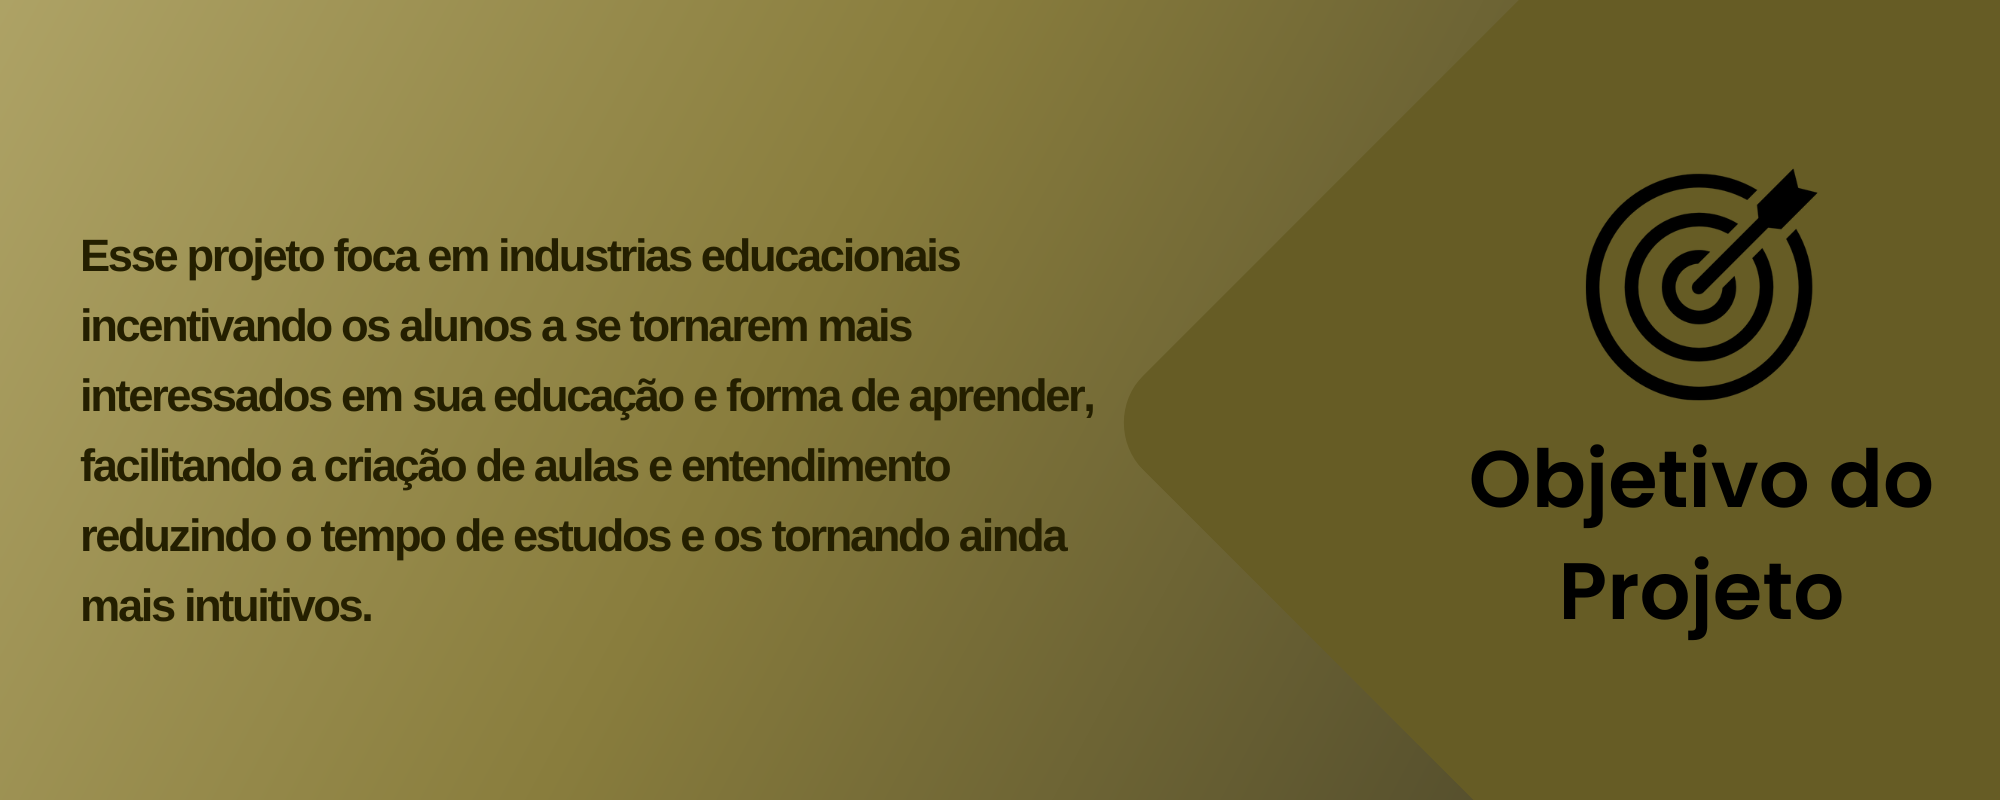 Esse projeto foca em industrias educacionais
incentivando os alunos a se tornarem mais
interessados em sua educação e forma de aprender,
facilitando a criação de aulas e entendimento
reduzindo o tempo de estudos e os tornando ainda
mais intuitivos.
Objetivo do
Projeto